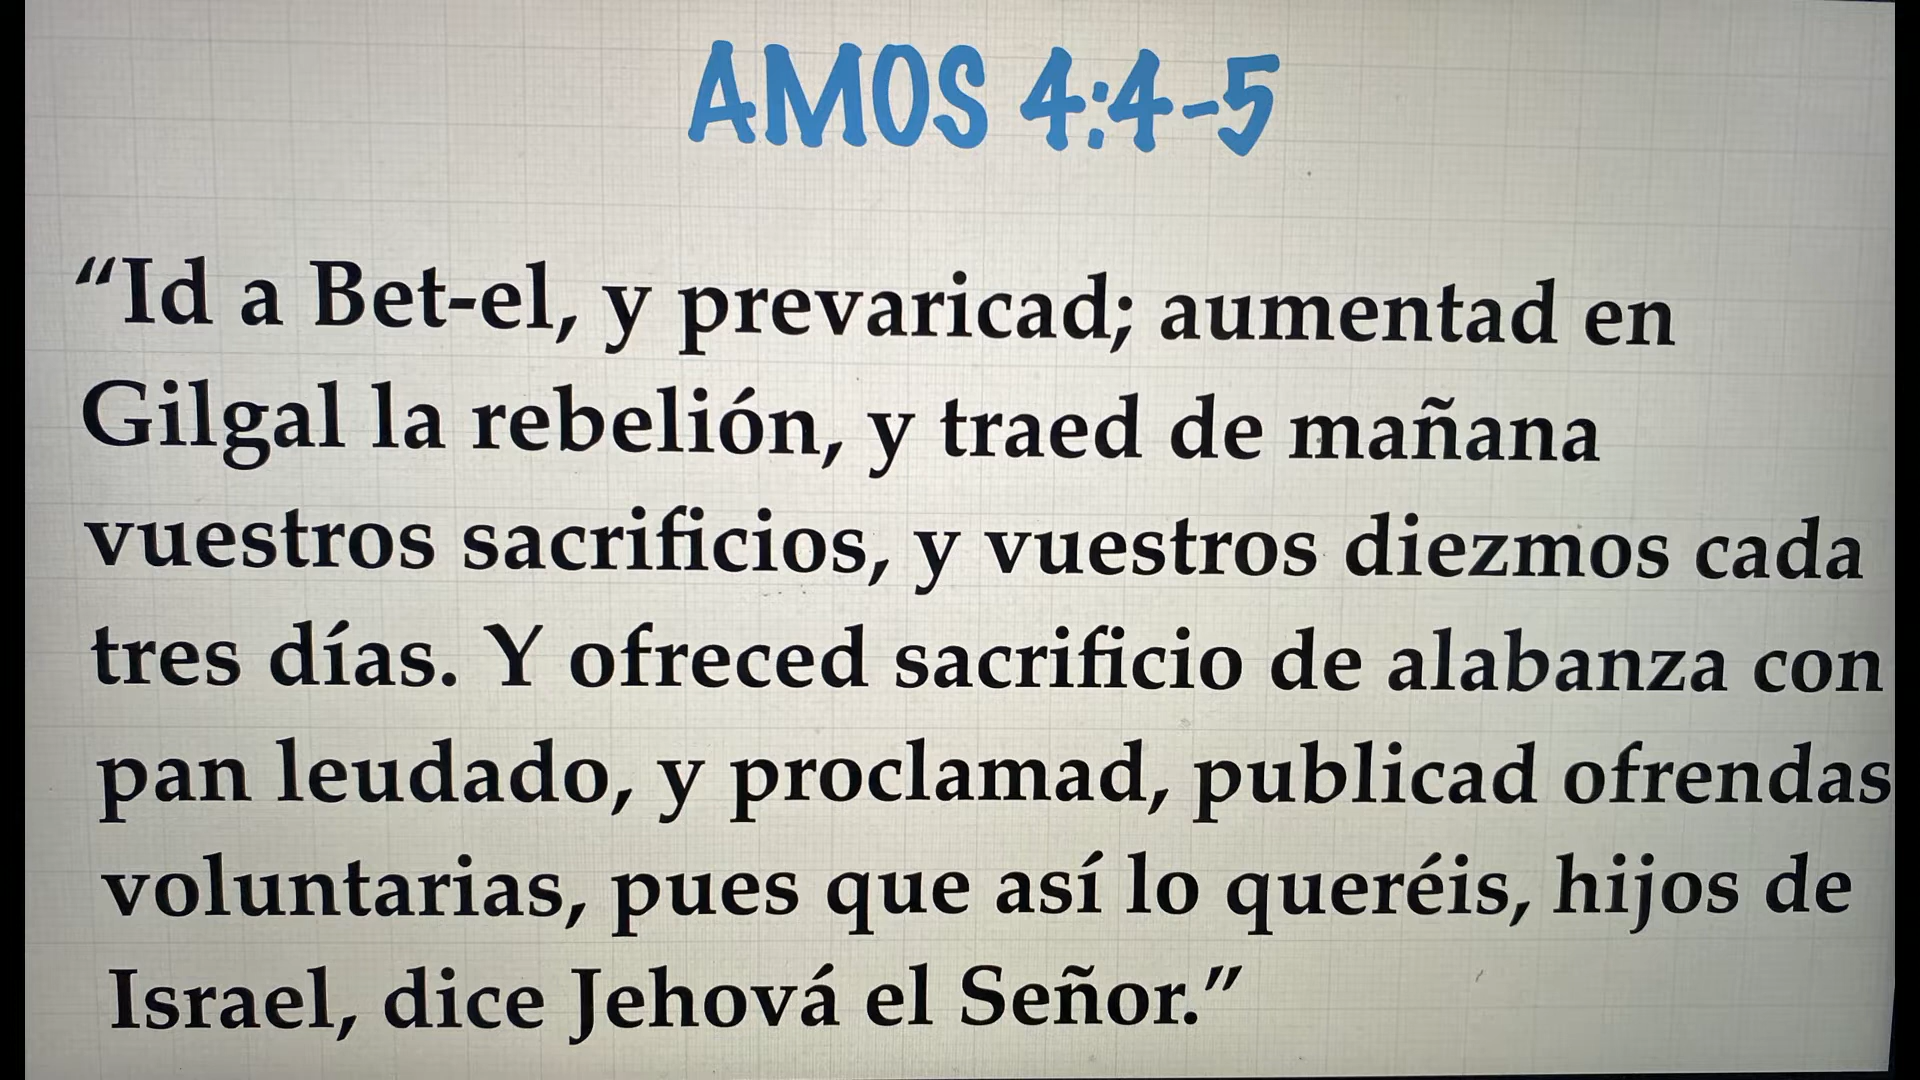 AMOS 4:4-5
“Id a Bet-el, y prevaricad; aumentad en
Gilgal la rebelión, y traed de mañana
vuestros sacrificios, y vuestros diezmos cada
tres días. Y ofreced sacrificio de alabanza con
pan leudado, y proclamad, publicad ofrendas
voluntarias, pues que así lo queréis, hijos de
Israel, dice Jehová el Señor.”